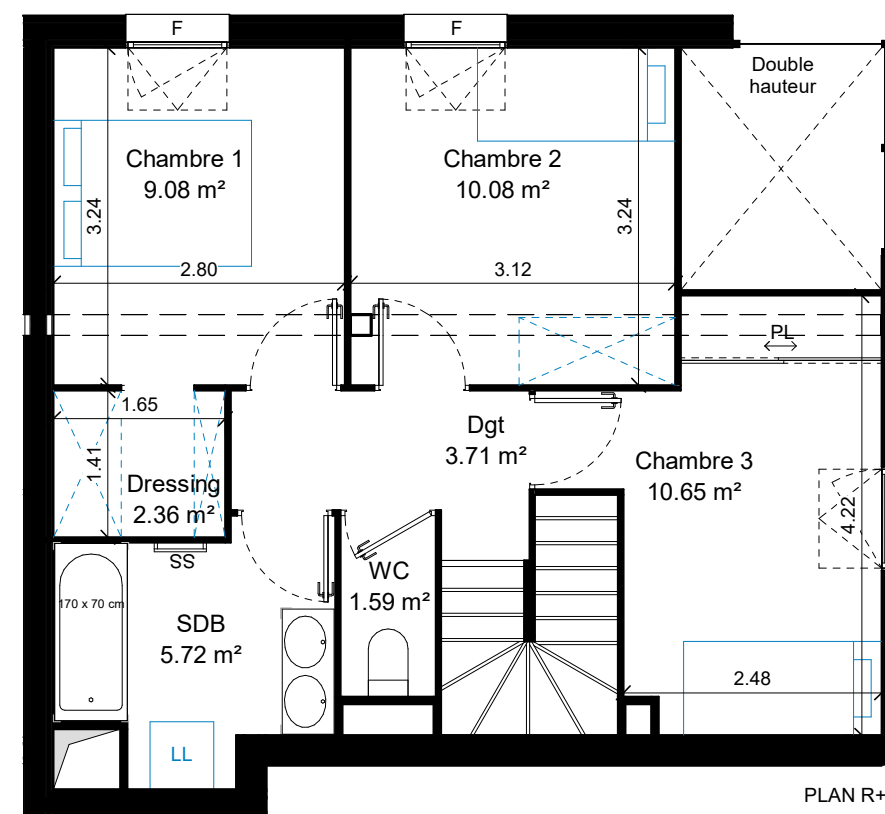 F
F
Double
hauteur
Chambre 1
9.08 m²
Chambre 2
10.08 m²
3.24
3.24
2.80
3.12
PL
1.65
1.41
Dgt
3.71 m²
Chambre 3
10.65 m²
Dressing
2.36 m²
4.22
SS
WC
1.59 m²
170 x 70 cm
SDB
5.72 m²
2.48
LL
PLAN R+